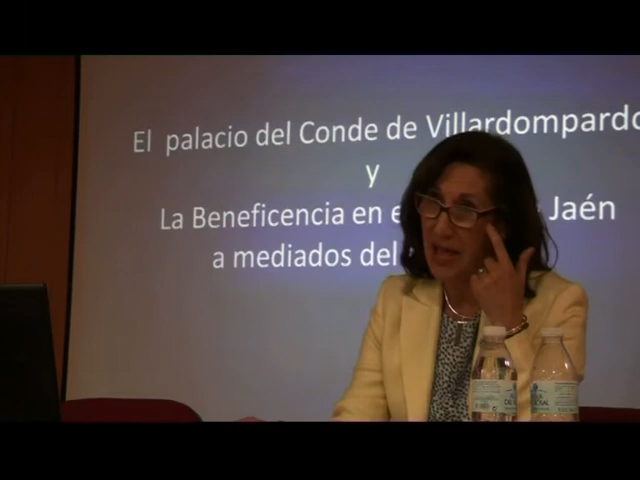 El palacio del Conde de Villardompardo
y
La Beneficencia en e Jaén
a mediados del